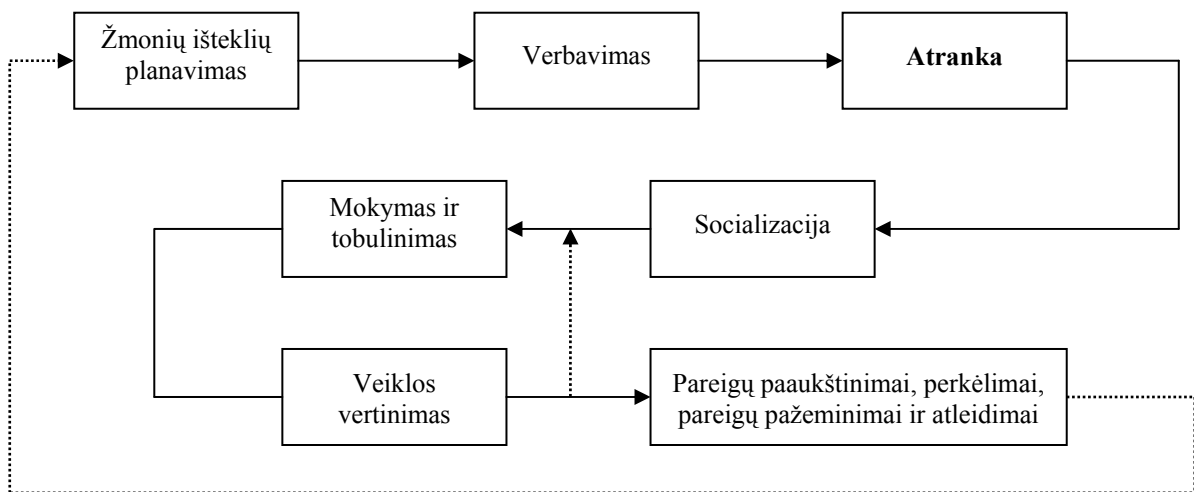 Žmonių išteklių
planavimas
Verbavimas
Atranka
Mokymas ir
tobulinimas
Socializacija
Veiklos
vertinimas
Pareigų paaukštinimai, perkėlimai,
pareigų pažeminimai ir atleidimai